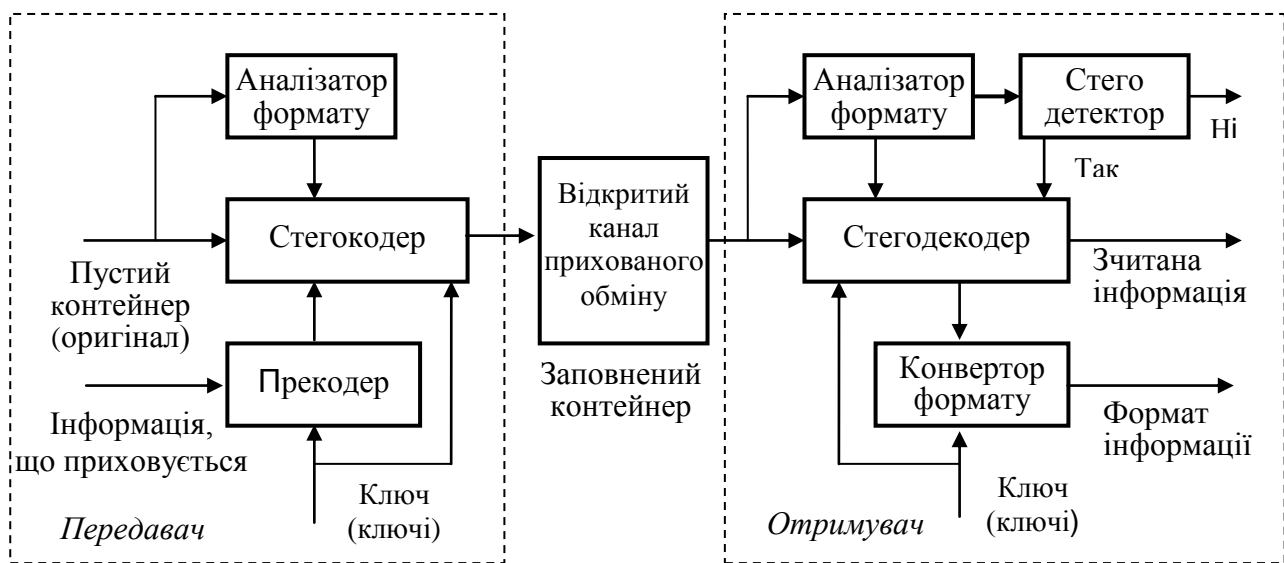 Аналізатор
формату
Стегокодер
Пустий
контейнер
(оригінал)
Прекодер
Інформація,
що приховується
Ключ
(ключі)
Передавач
Відкритий
канал
прихованого
обміну
Заповнений
контейнер
Аналізатор
формату
Стего
детектор
Ні
Так
Стегодекодер
Зчитана
інформація
Конвертор
формату
Формат
інформації
Ключ
(ключі)
Отримувач